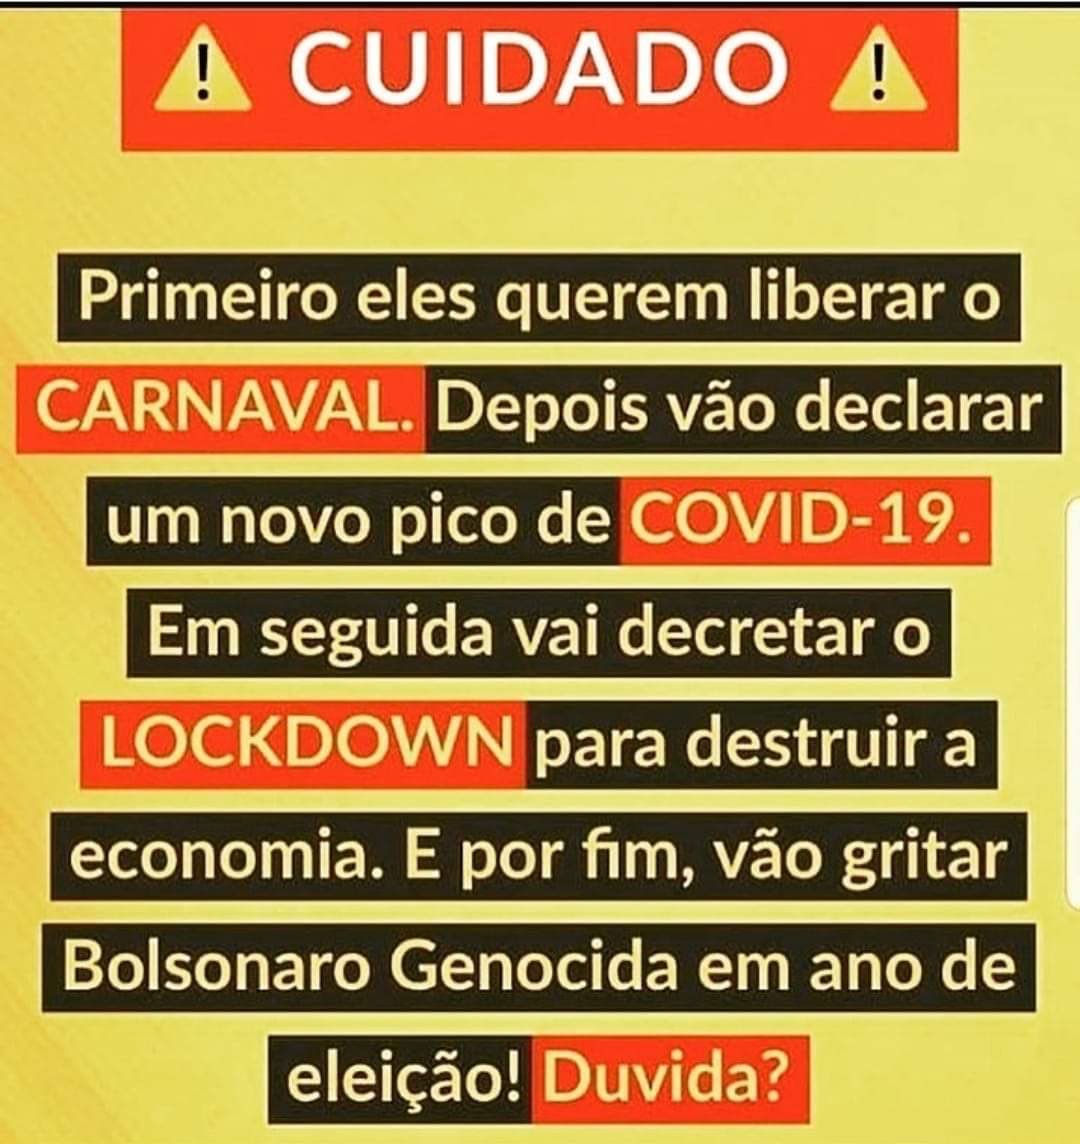 CUIDADO
Primeiro eles querem liberar o
CARNAVAL. Depois vão declarar
um novo pico de COVID-19.
Em seguida vai decretar o
LOCKDOWN para destruir a
economia. E por fim, vão gritar
Bolsonaro Genocida em ano de
eleição! Duvida?